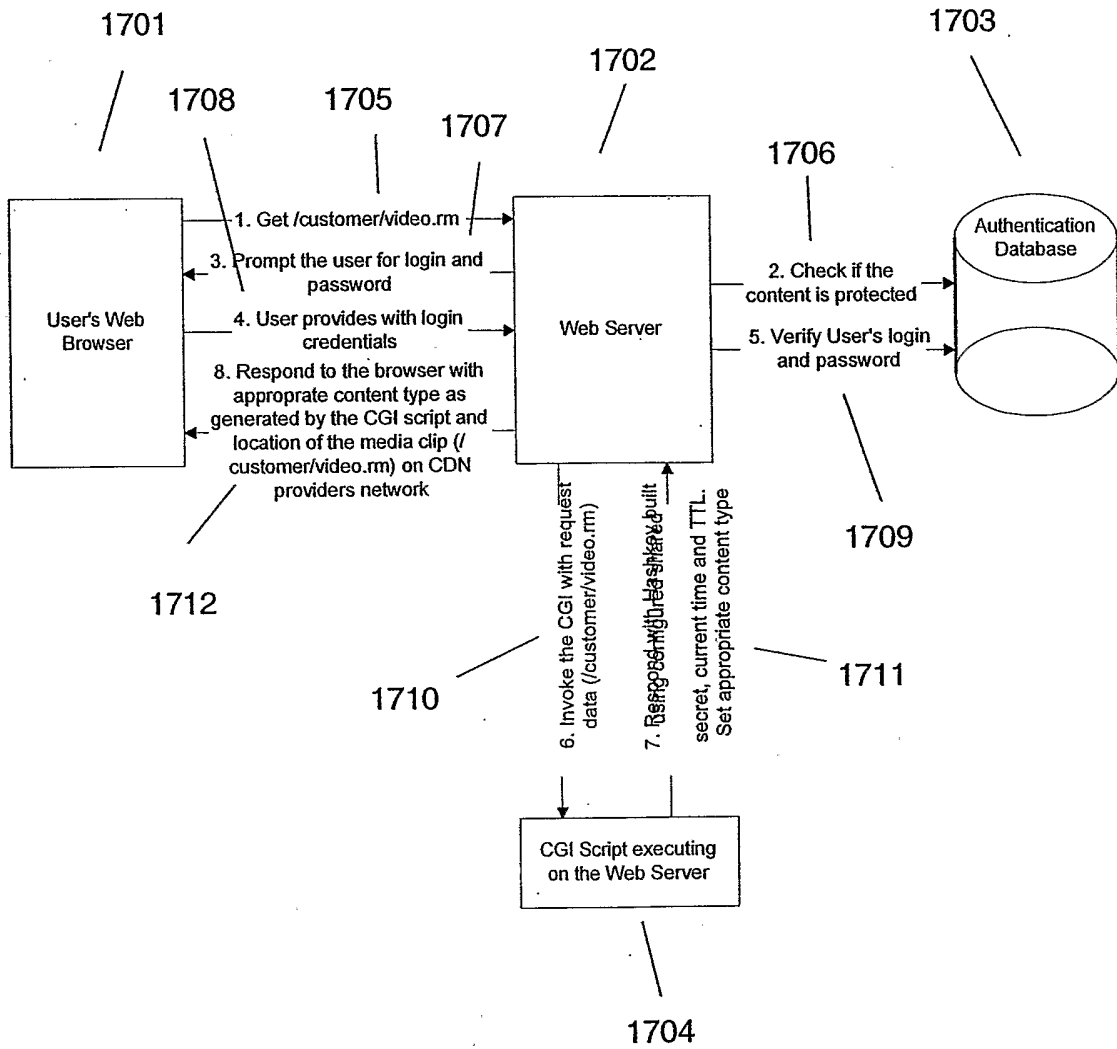 1701
1703
1702
1708
1705
1707
1706
1. Get /customer/video.rm
3. Prompt the user for login and
password
4. User provides with login
credentials
8. Respond to the browser with
approprate content type as
generated by the CGI script and
location of the media clip (/
customer/video.rm) on CDN
providers network
User's Web
Browser
Web Server
Authentication
Database
2. Check if the
content is protected
5. Verify User's login
and password
1709
1712
6. Invoke the CGI with request
data (/customer/video.rm)
7. Respond with Hashkey built
using configured shared
secret, current time and TTL.
Set appropriate content type
1710
1711
CGI Script executing
on the Web Server
1704